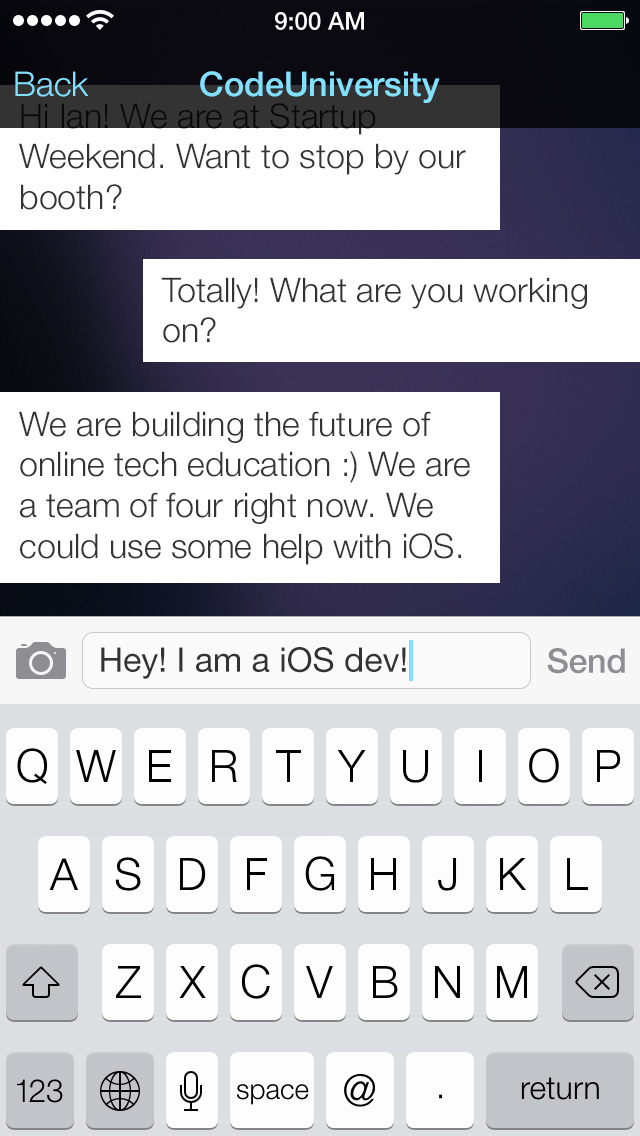 9:00 AM
Back CodeUniversity
Hi Ian! We are at Startup
Weekend. Want to stop by our
booth?
Totally! What are you working
on?
We are building the future of
online tech education :) We are
a team of four right now. We
could use some help with iOS.
Hey! I am a iOS dev! Send
Q W E R T Y U I O P
A S D F G H J K L
Z X C V B N M
123 space @ . return